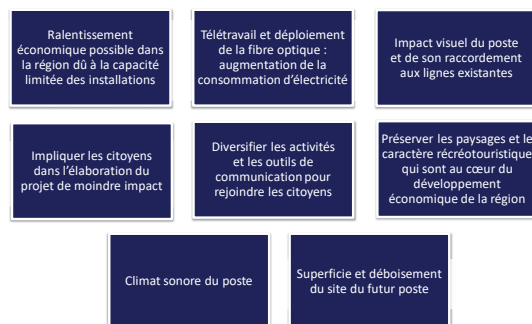 Ralentissement
économique possible dans
la région dû à la capacité
limitée des installations
Télétravail et déploiement
de la fibre optique :
augmentation de la
consommation d'électricité
Impact visuel du poste
et de son raccordement
aux lignes existantes
Impliquer les citoyens
dans l'élaboration du
projet de moindre impact
Diversifier les activités
et les outils de
communication pour
rejoindre les citoyens
Préserver les paysages et le
caractère récréotouristique
qui sont au cœur du
développement
économique de la région
Climat sonore du poste
Superficie et déboisement
du site du futur poste